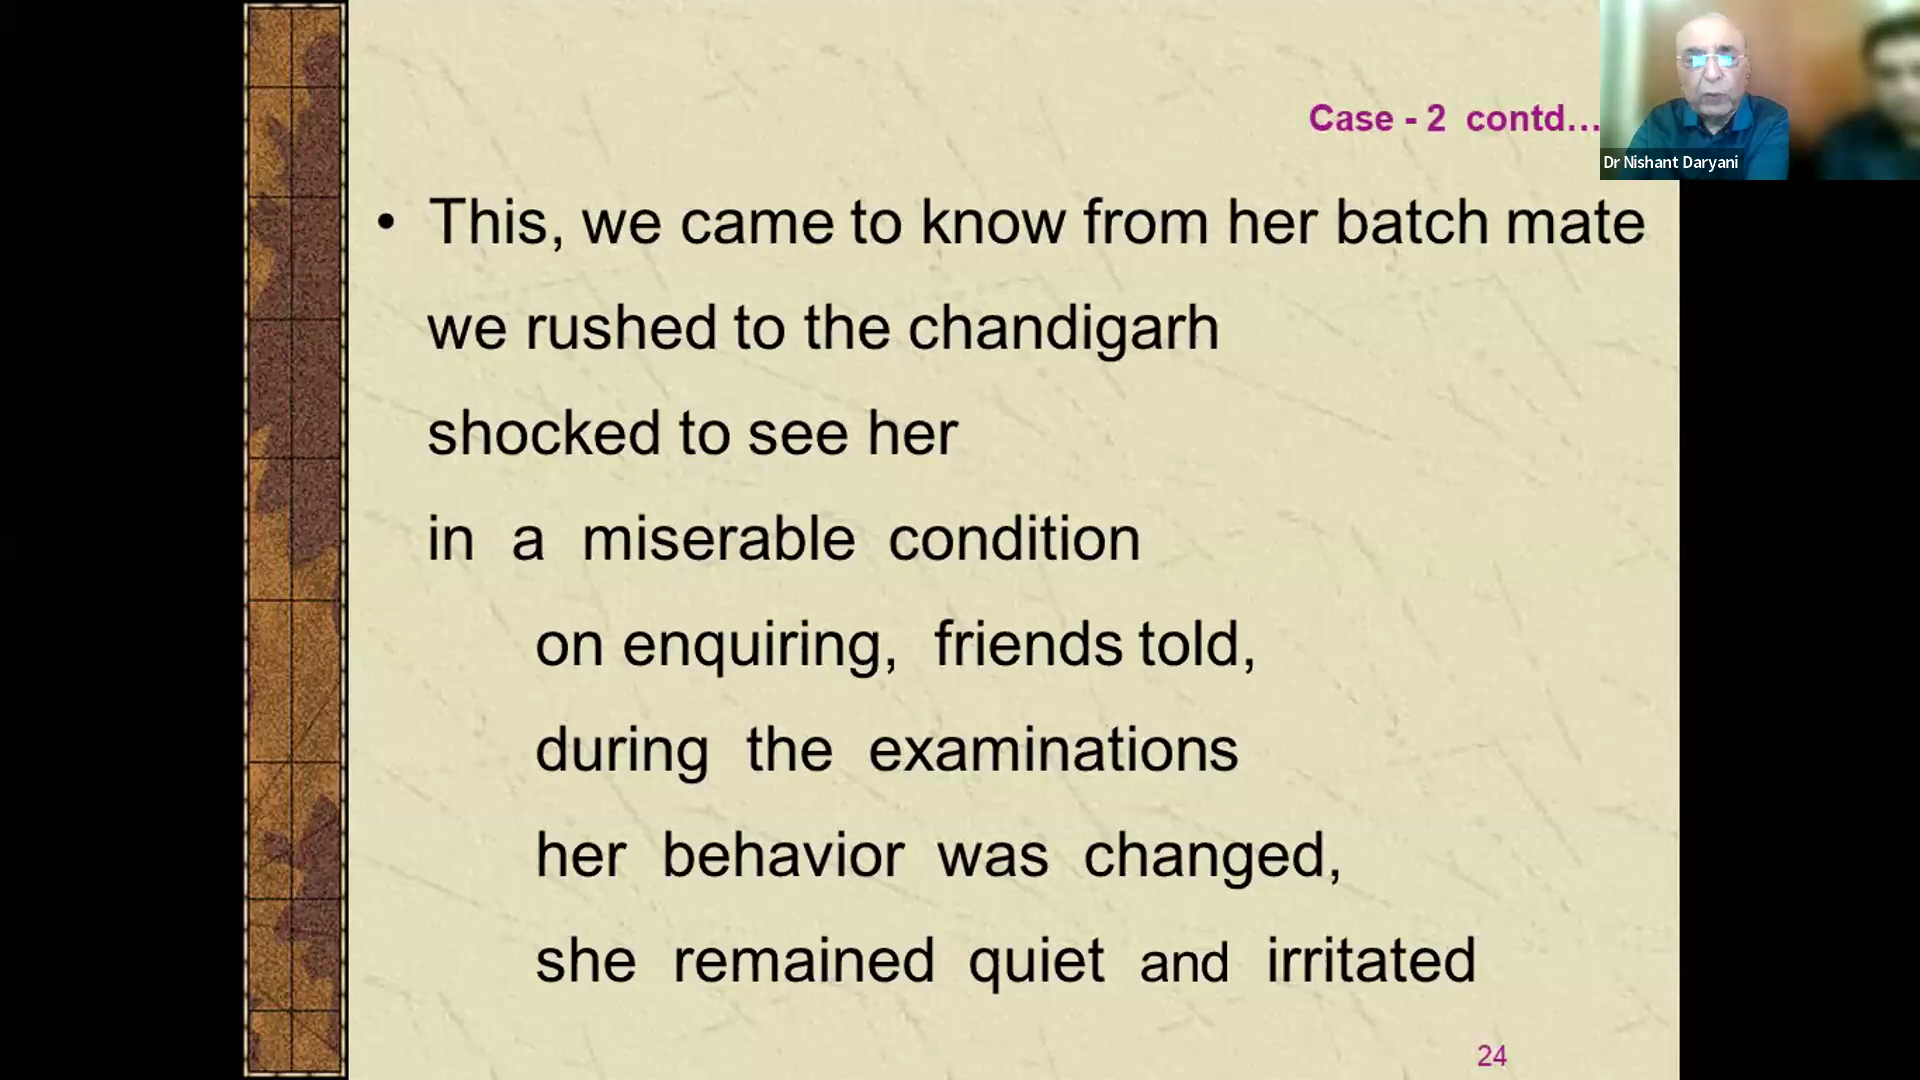 Case - 2 contd...
Dr Nishant Daryani
• This, we came to know from her batch mate
we rushed to the chandigarh
shocked to see her
in a miserable condition
on enquiring, friends told,
during the examinations
her behavior was changed,
she remained quiet and irritated
24